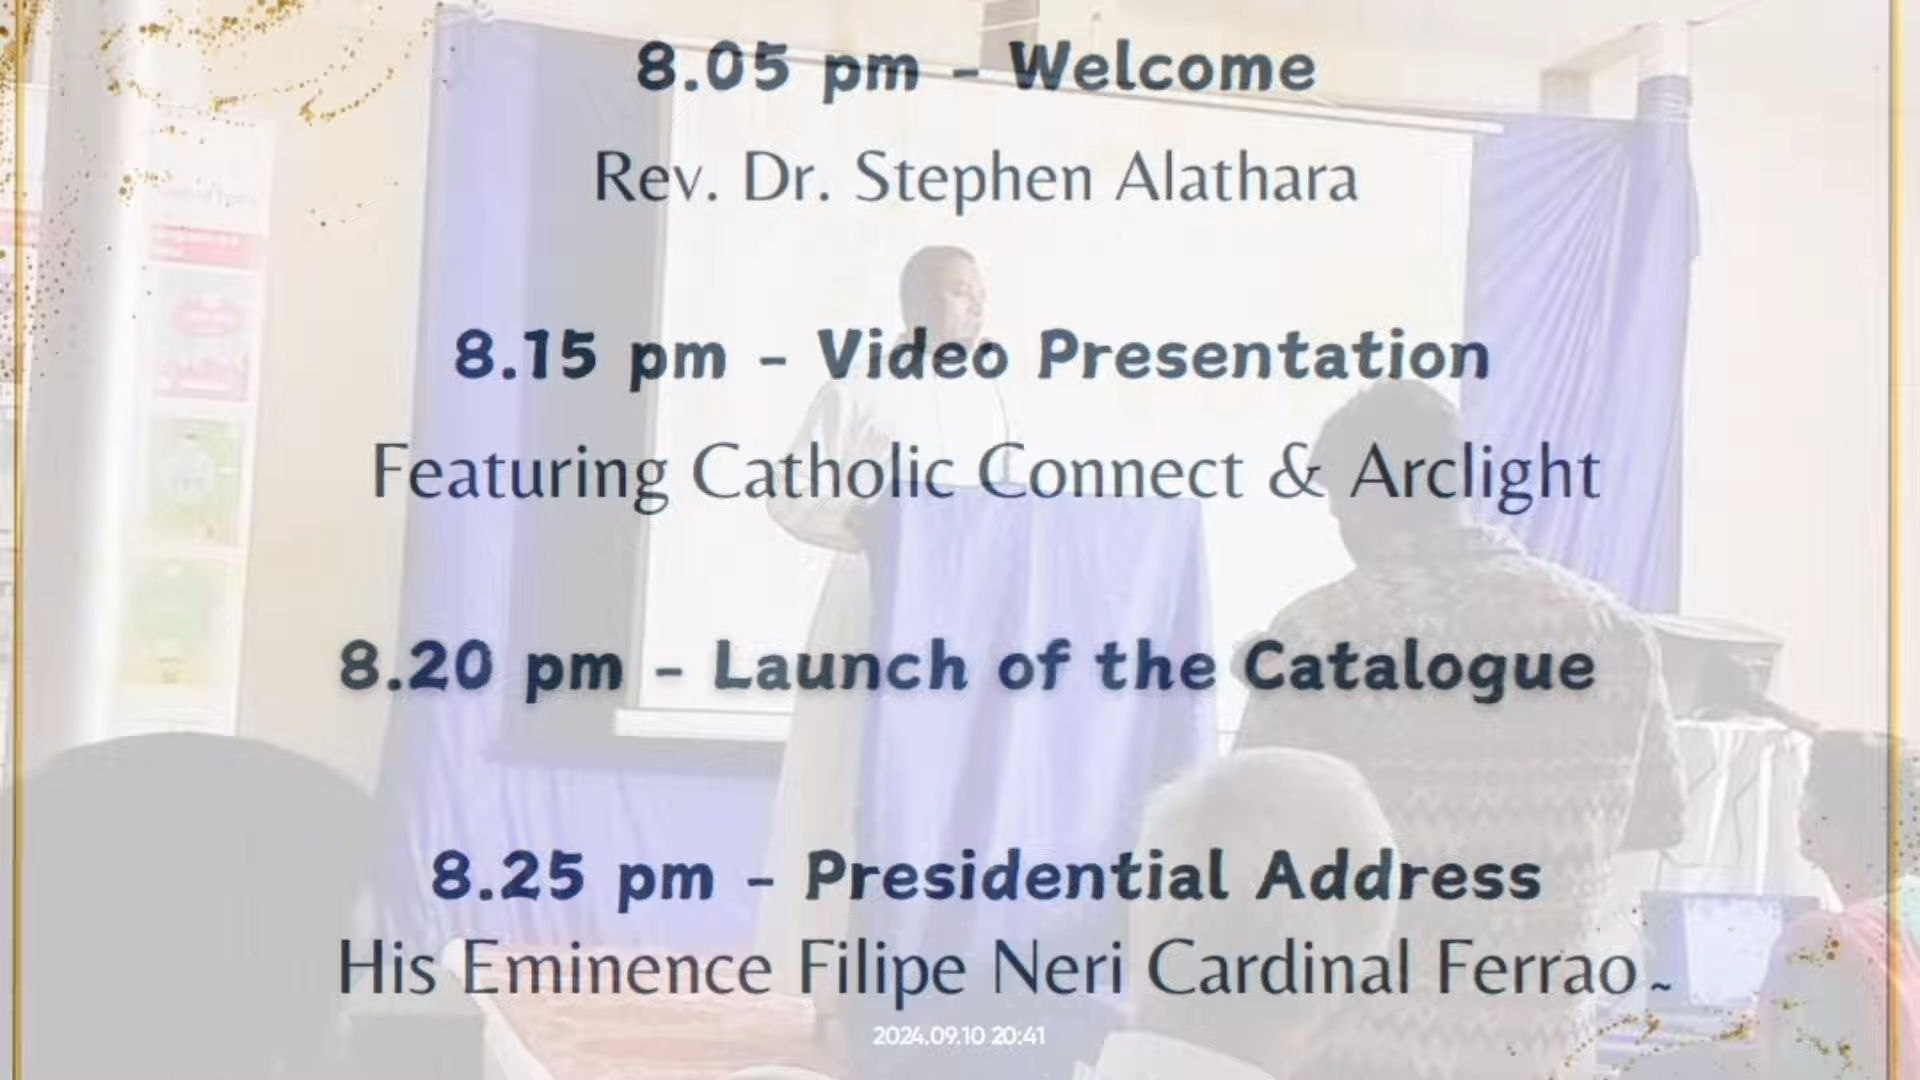 8.05 pm - Welcome
Rev. Dr. Stephen Alathara
8.15 pm - Video Presentation
Featuring Catholic Connect & Arclight
8.20 pm - Launch of the Catalogue
8.25 pm - Presidential Address
His Eminence Filipe Neri Cardinal Ferrao~
2024.09.10 20:41